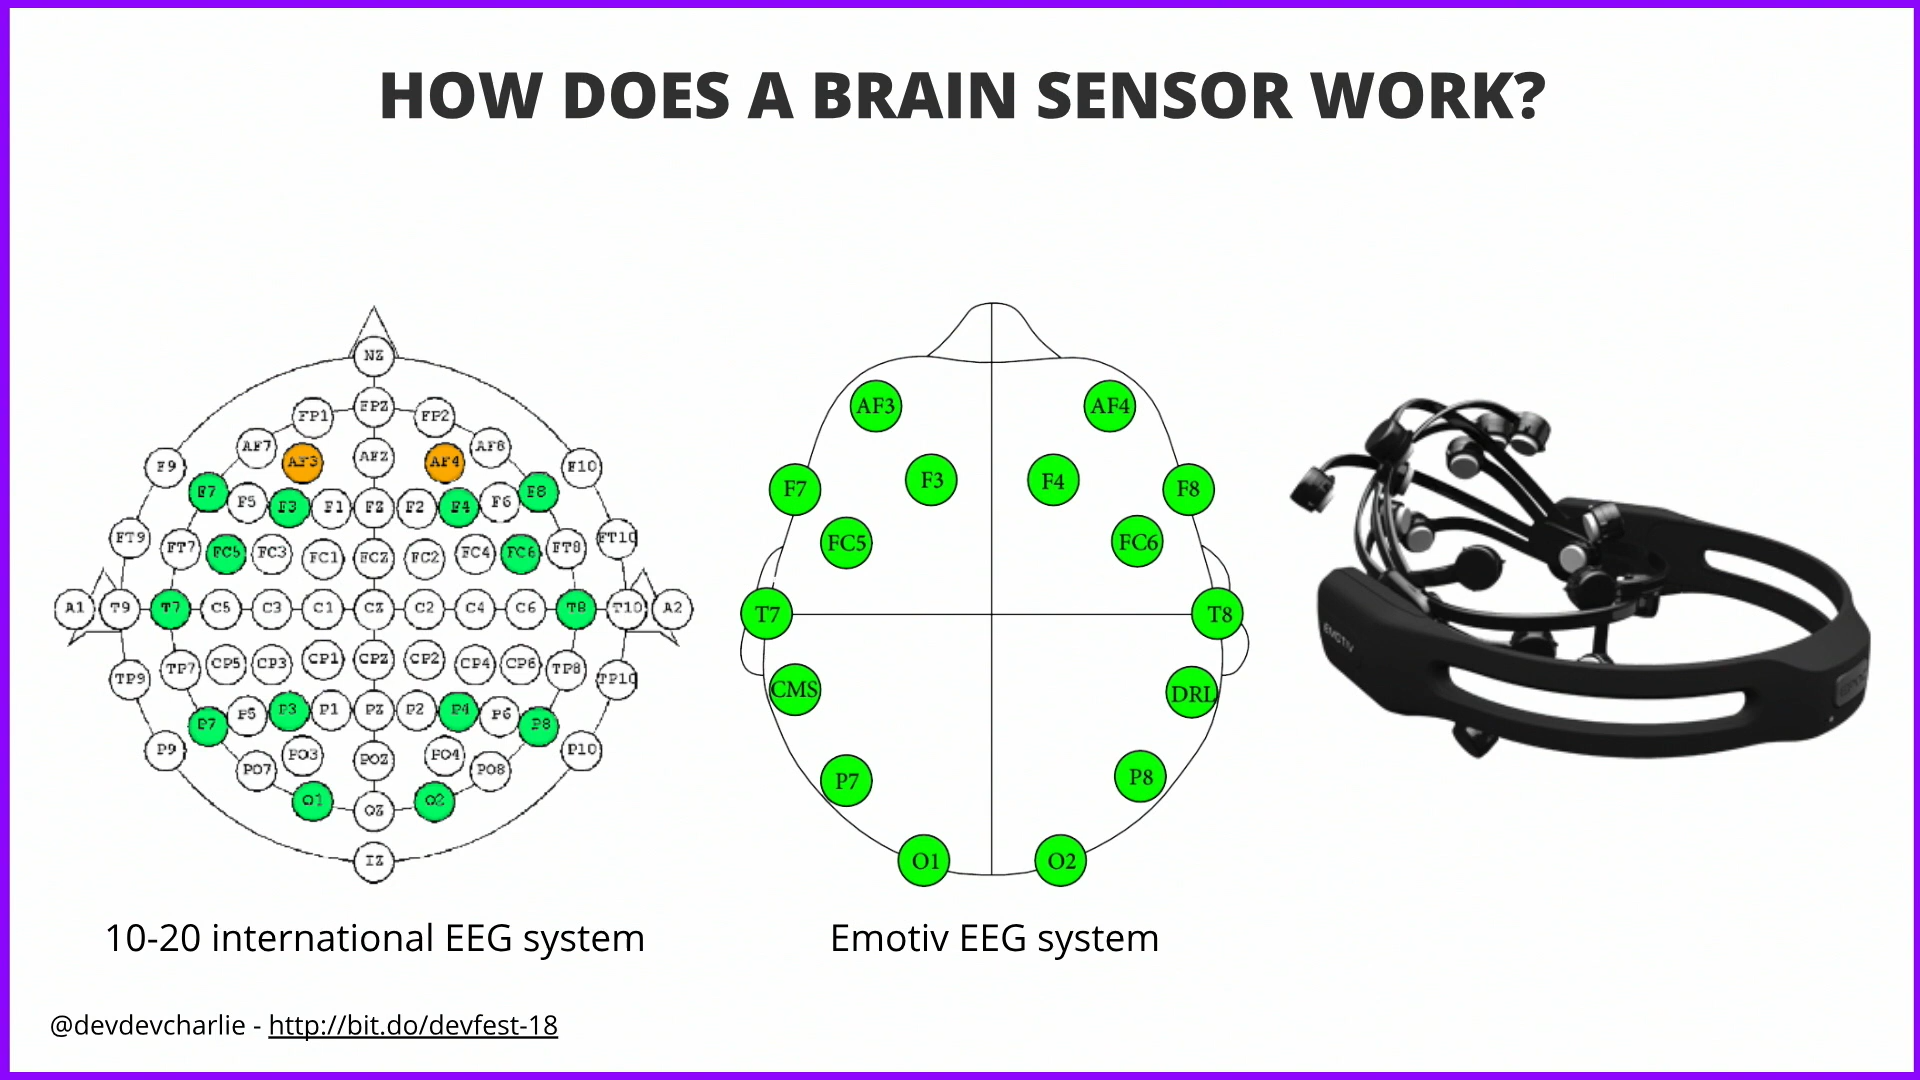 HOW DOES A BRAIN SENSOR WORK?
NZ
FP1 FPZ FP2
AF7 AF3 AFZ AF4 AF8
F9 F7 F5 F3 F1 FZ F2 F4 F6 F8 F10
FT9 FT7 FC5 FC3 FC1 FCZ FC2 FC4 FC6 FT8 FT10
A1 T9 T7 C5 C3 C1 CZ C2 C4 C6 T8 T10 A2
TP9 TP7 CP5 CP3 CP1 CPZ CP2 CP4 CP6 TP8 TP10
P9 P7 P5 P3 P1 PZ P2 P4 P6 P8 P10
PO7 PO3 POZ PO4 PO8
O1 OZ O2
IZ
10-20 international EEG system
AF3 AF4
F7 F3 F4 F8
FC5 FC6
T7 T8
CMS DRL
P7 P8
O1 O2
Emotiv EEG system
EMOTIV
EPOC
@devdevcharlie - http://bit.do/devfest-18